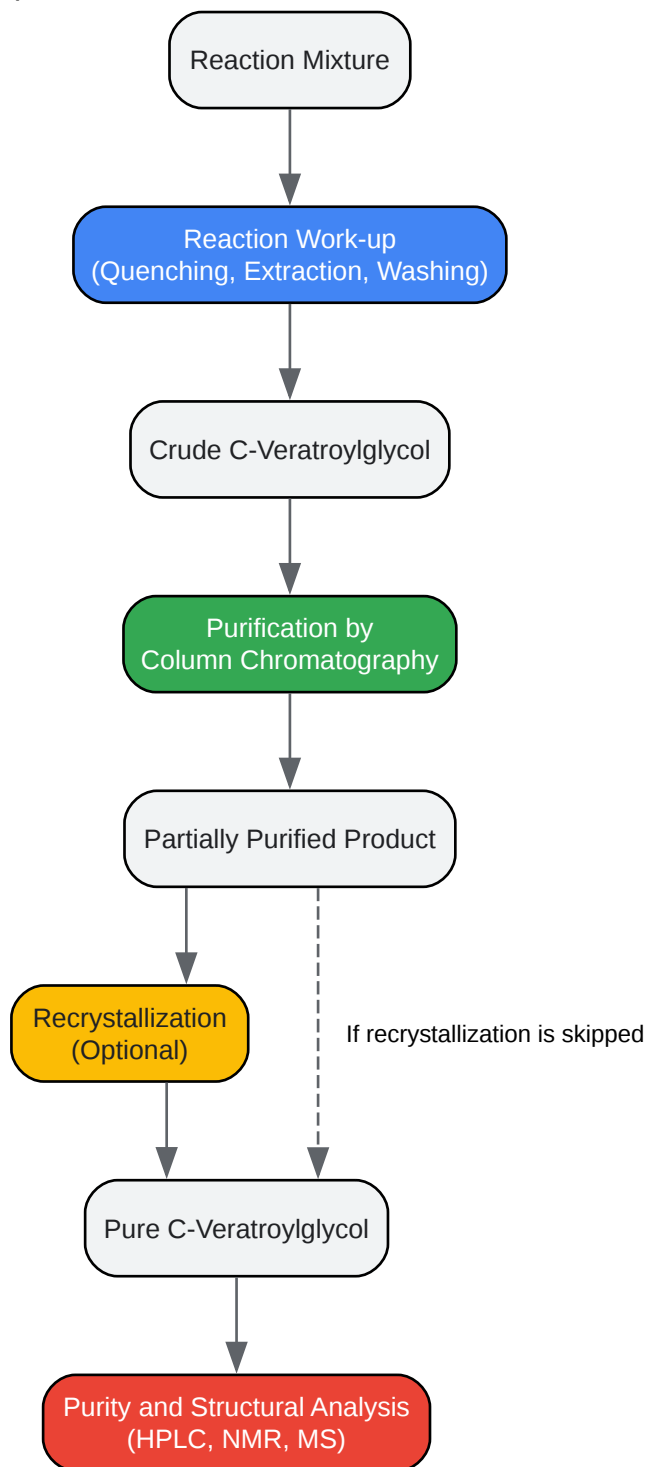 Reaction Mixture
Reaction Work-up
(Quenching, Extraction, Washing)
Crude C-Veratroylglycol
Purification by
Column Chromatography
Partially Purified Product
Recrystallization
(Optional)
If recrystallization is skipped
Pure C-Veratroylglycol
Purity and Structural Analysis
(HPLC, NMR, MS)